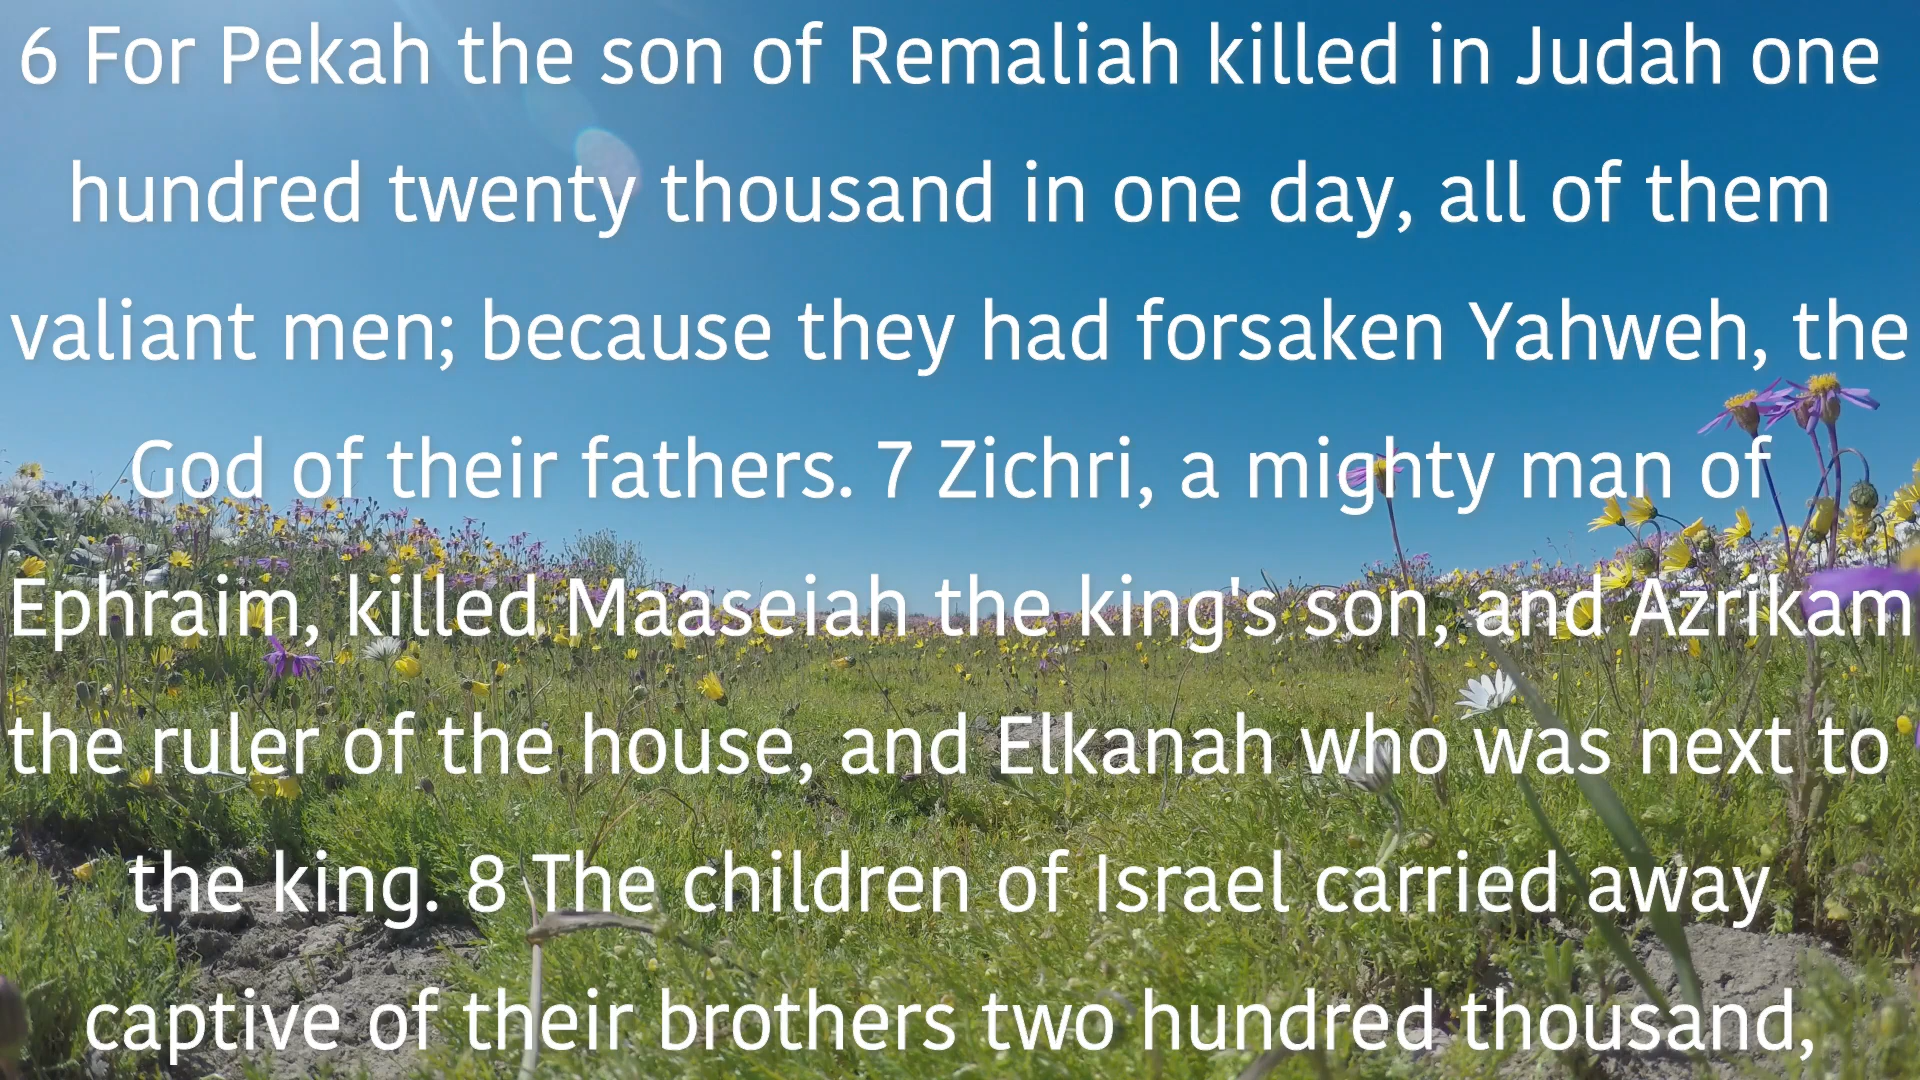 6 For Pekah the son of Remaliah killed in Judah one
hundred twenty thousand in one day, all of them
valiant men; because they had forsaken Yahweh, the
God of their fathers. 7 Zichri, a mighty man of
Ephraim, killed Maaseiah the king's son, and Azrikam
the ruler of the house, and Elkanah who was next to
the king. 8 The children of Israel carried away
captive of their brothers two hundred thousand,